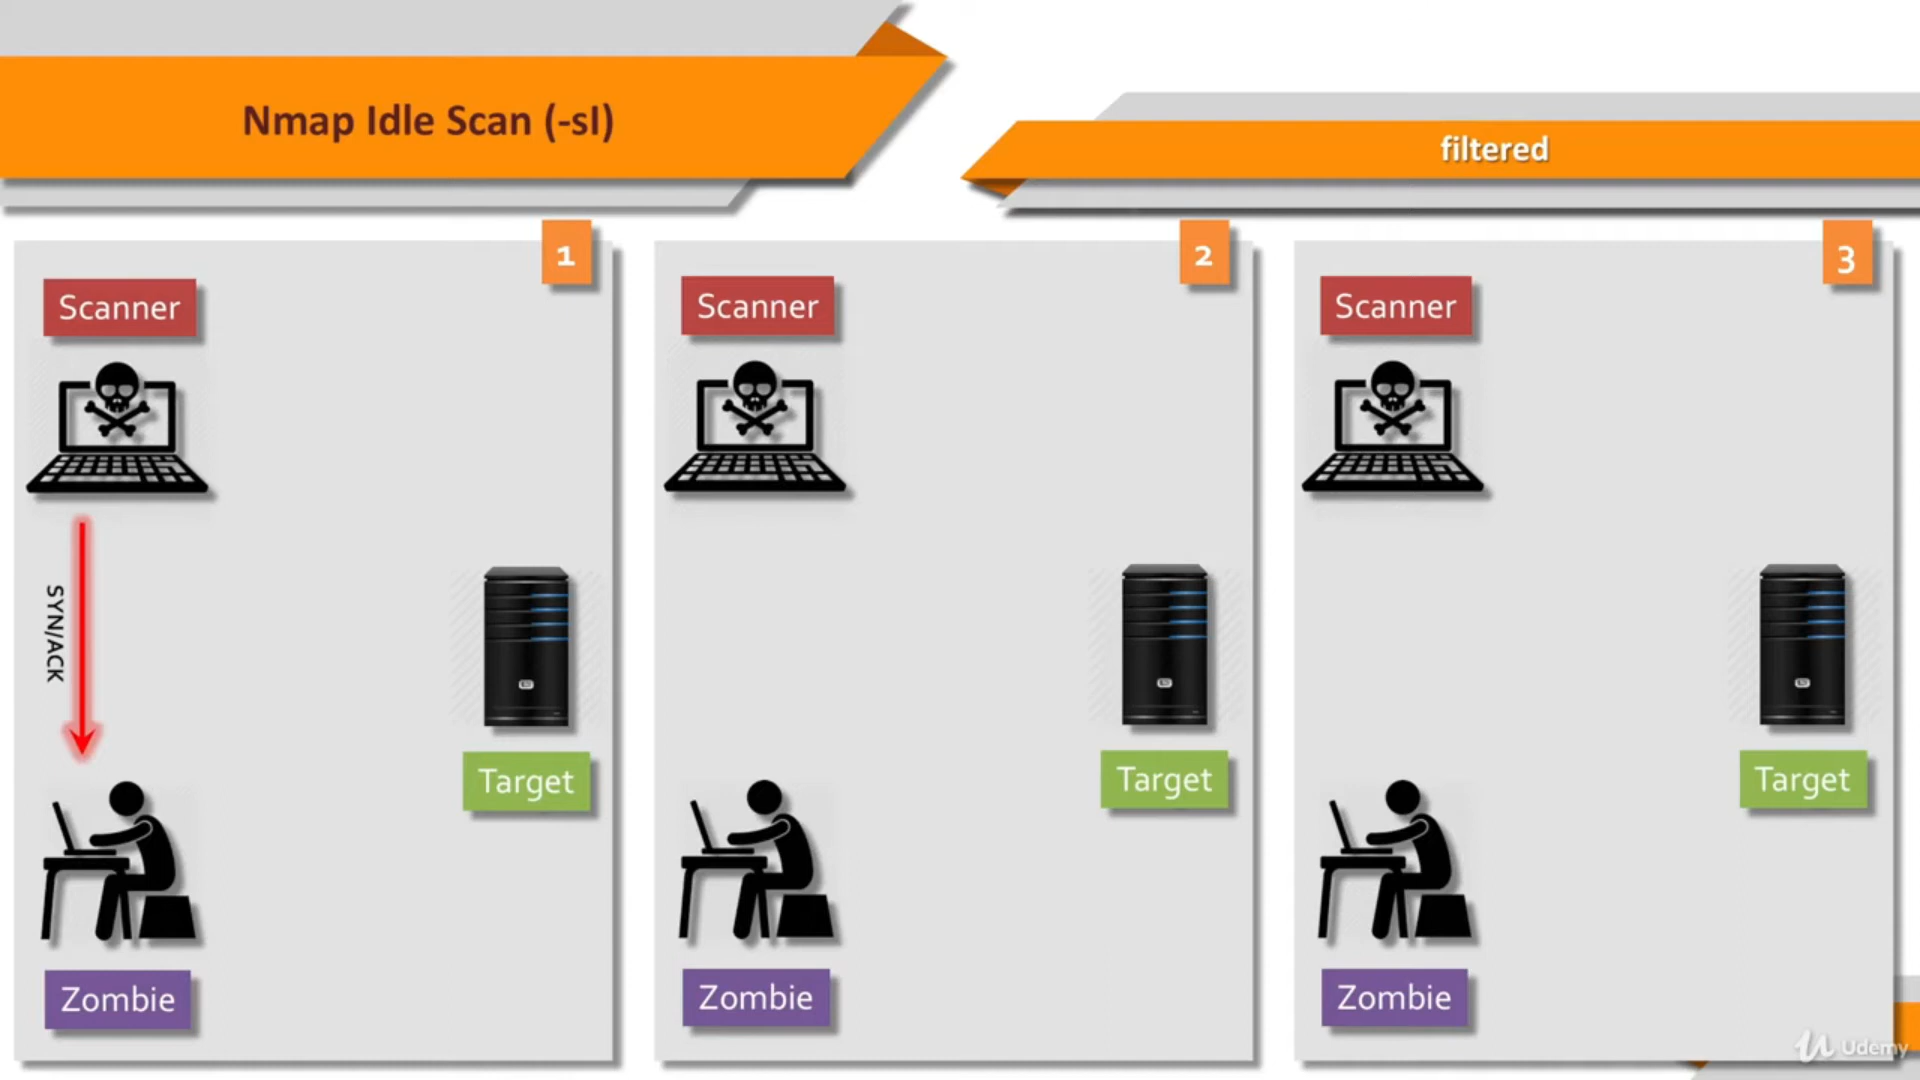 Nmap Idle Scan (-sI)
filtered
1
Scanner
SYN/ACK
Target
Zombie
2
Scanner
Target
Zombie
3
Scanner
Target
Zombie
Udemy